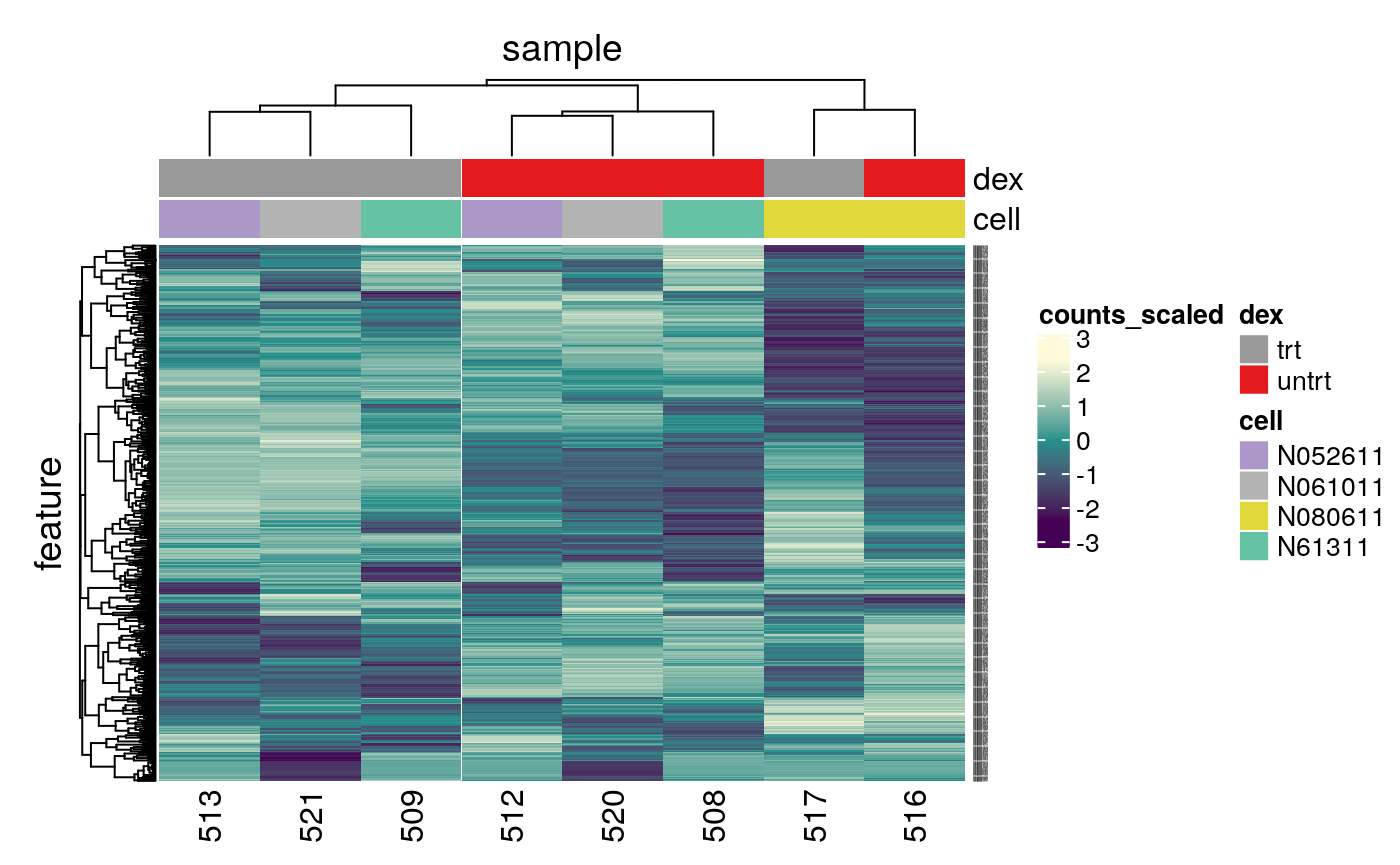 sample
dex
cell
feature
513
521
509
512
520
508
517
516
counts_scaled
3
2
1
0
-1
-2
-3
dex
trt
untrt
cell
N052611
N061011
N080611
N61311